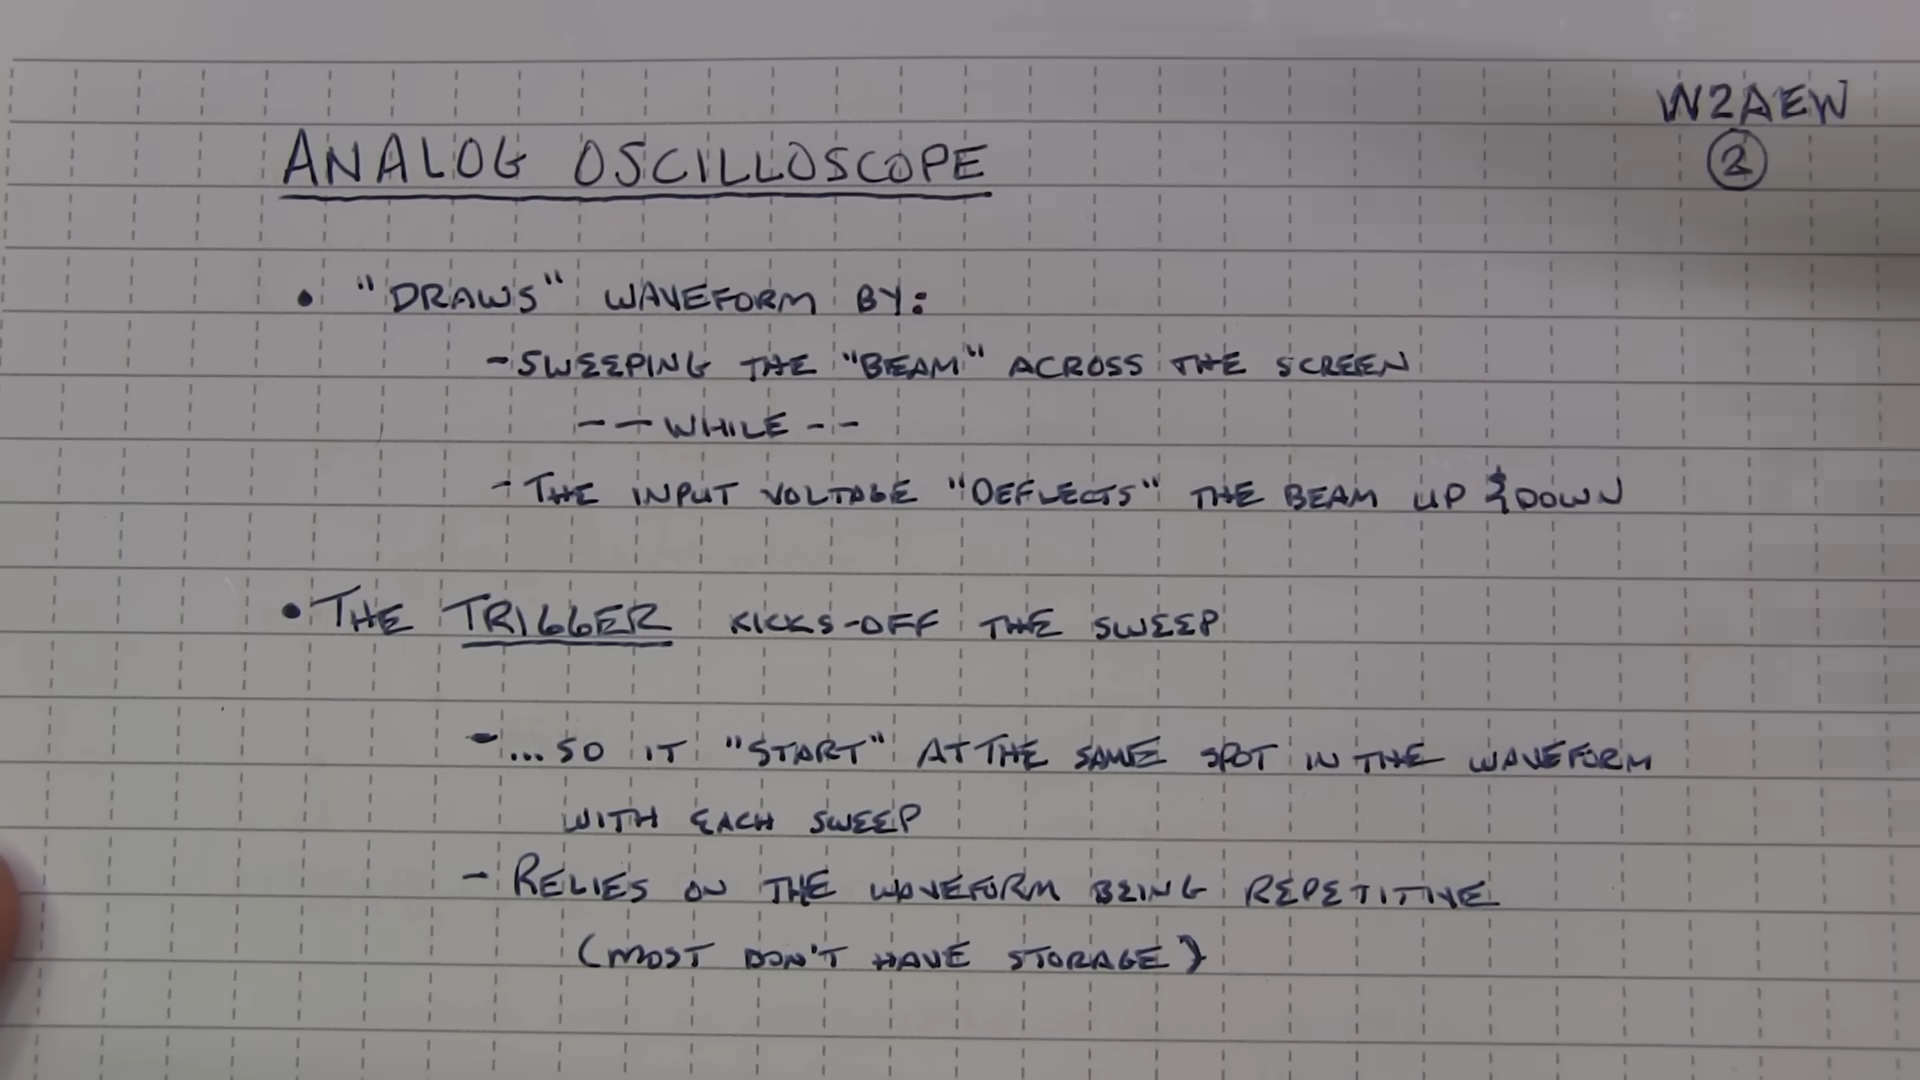 W2AEW
②
ANALOG OSCILLOSCOPE
• "DRAWS" WAVEFORM BY:
- SWEEPING THE "BEAM" ACROSS THE SCREEN
-- WHILE --
- THE INPUT VOLTAGE "DEFLECTS" THE BEAM UP & DOWN
• THE TRIGGER KICKS-OFF THE SWEEP
- ...SO IT "START" AT THE SAME SPOT IN THE WAVEFORM
WITH EACH SWEEP
- RELIES ON THE WAVEFORM BEING REPETITIVE
(MOST DON'T HAVE STORAGE)